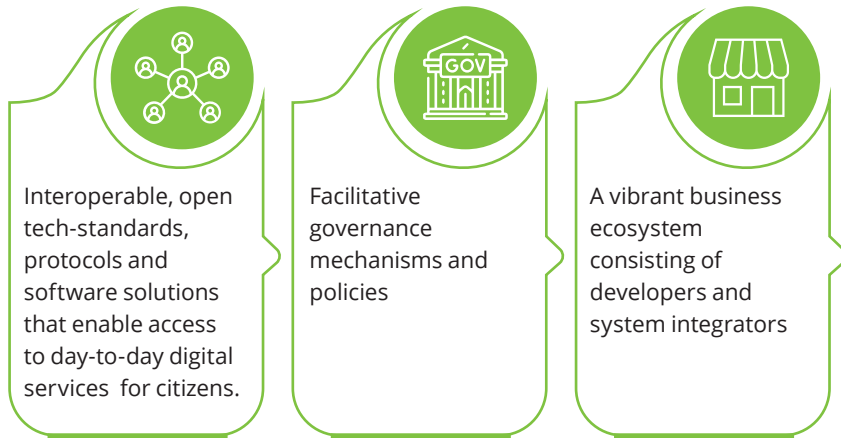 Interoperable, open
tech-standards,
protocols and
software solutions
that enable access
to day-to-day digital
services  for citizens.
GOV
Facilitative
governance
mechanisms and
policies
A vibrant business
ecosystem
consisting of
developers and
system integrators